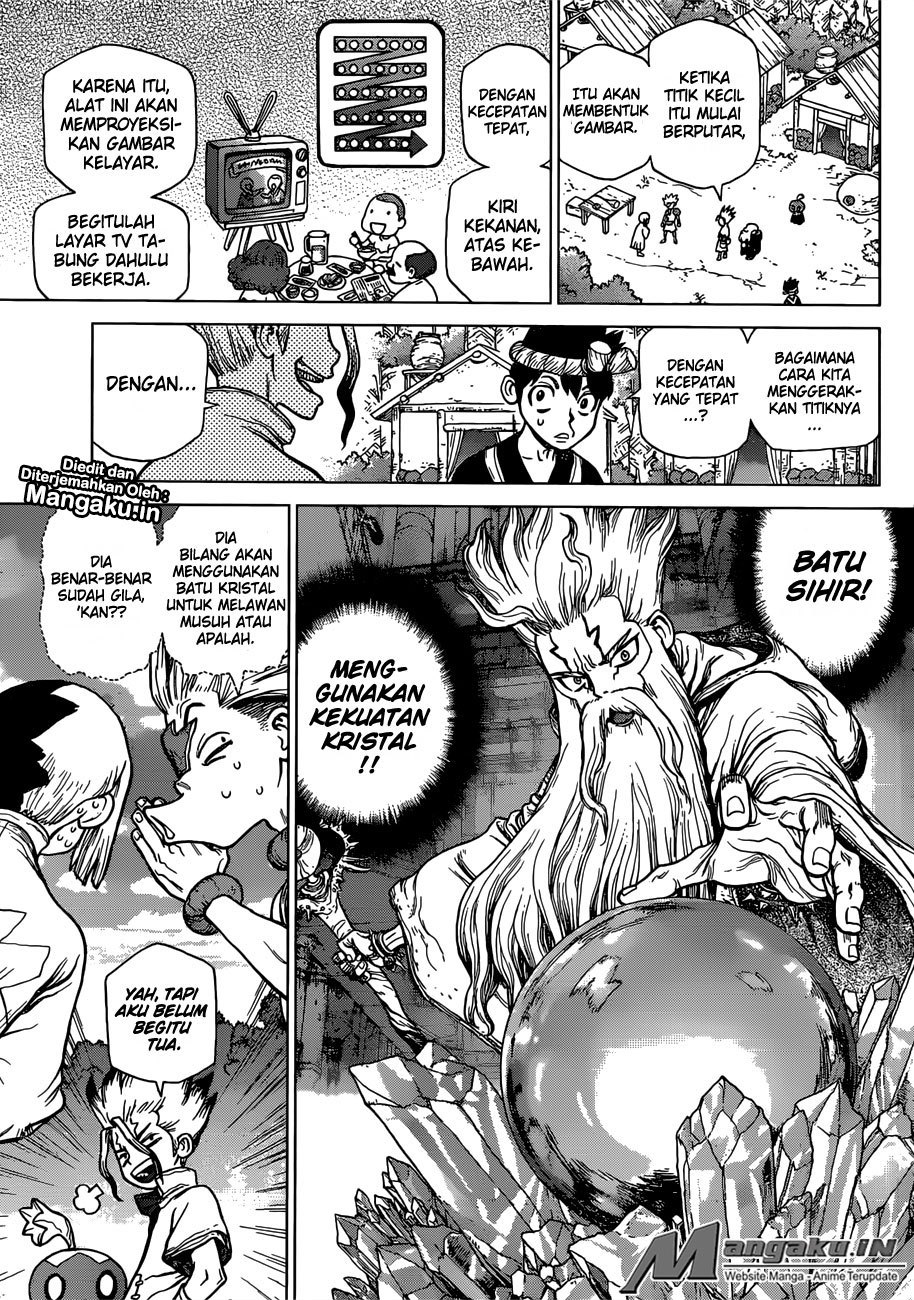 KETIKA
TITIK KECIL
ITU MULAI
BERPUTAR,
ITU AKAN
MEMBENTUK
GAMBAR.
DENGAN
KECEPATAN
TEPAT,
KIRI
KEKANAN,
ATAS KE-
BAWAH.
KARENA ITU,
ALAT INI AKAN
MEMPROYEKSI-
KAN GAMBAR
KELAYAR.
BEGITULAH
LAYAR TV TA-
BUNG DAHULU
BEKERJA.
BAGAIMANA
CARA KITA
MENGGERAK-
KAN TITIKNYA
...
DENGAN
KECEPATAN
YANG TEPAT
...?
DENGAN...
Diedit dan
Diterjemahkan Oleh :
Mangaku.in
BATU
SIHIR!
MENG-
GUNAKAN
KEKUATAN
KRISTAL
!!
DIA
BILANG AKAN
MENGGUNAKAN
BATU KRISTAL
UNTUK MELAWAN
MUSUH ATAU
APALAH.
DIA
BENAR-BENAR
SUDAH GILA,
'KAN??
YAH, TAPI
AKU BELUM
BEGITU
TUA.
Mangaku.IN
Website Manga - Anime Terupdate